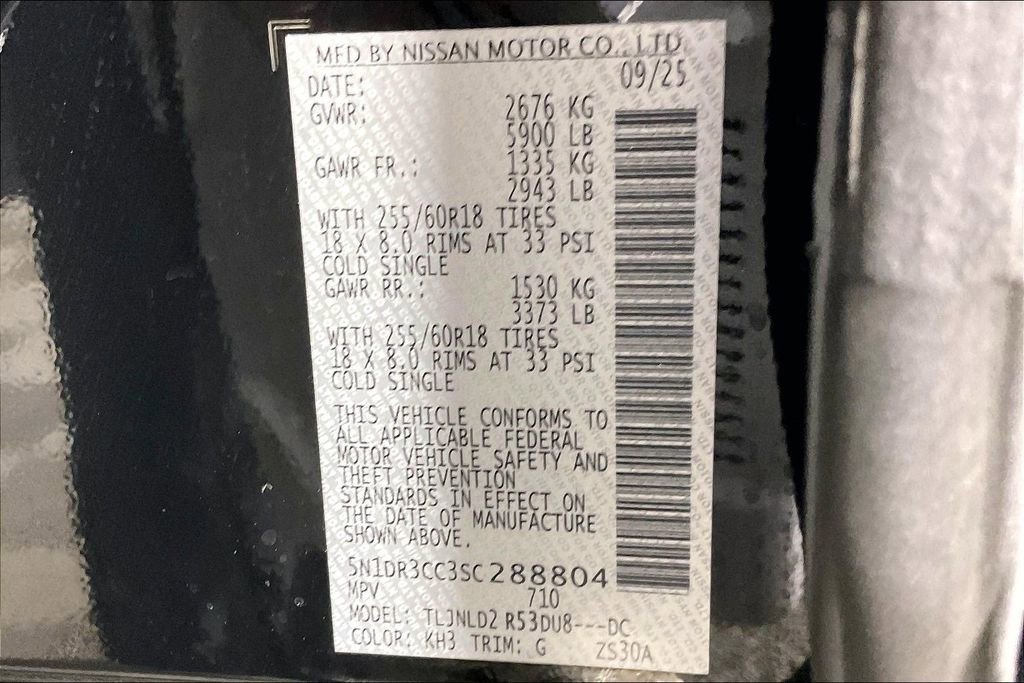 MFD BY NISSAN MOTOR CO., LTD.
DATE: 09/25
GVWR: 2676 KG
5900 LB
GAWR FR.: 1335 KG
2943 LB
WITH 255/60R18 TIRES
18 X 8.0 RIMS AT 33 PSI
COLD SINGLE
GAWR RR.: 1530 KG
3373 LB
WITH 255/60R18 TIRES
18 X 8.0 RIMS AT 33 PSI
COLD SINGLE
THIS VEHICLE CONFORMS TO
ALL APPLICABLE FEDERAL
MOTOR VEHICLE SAFETY AND
THEFT PREVENTION
STANDARDS IN EFFECT ON
THE DATE OF MANUFACTURE
SHOWN ABOVE.
5N1DR3CC3SC288804
MPV 710
MODEL: TLJNLD2 R53DU8---DC
COLOR: KH3 TRIM: G ZS30A